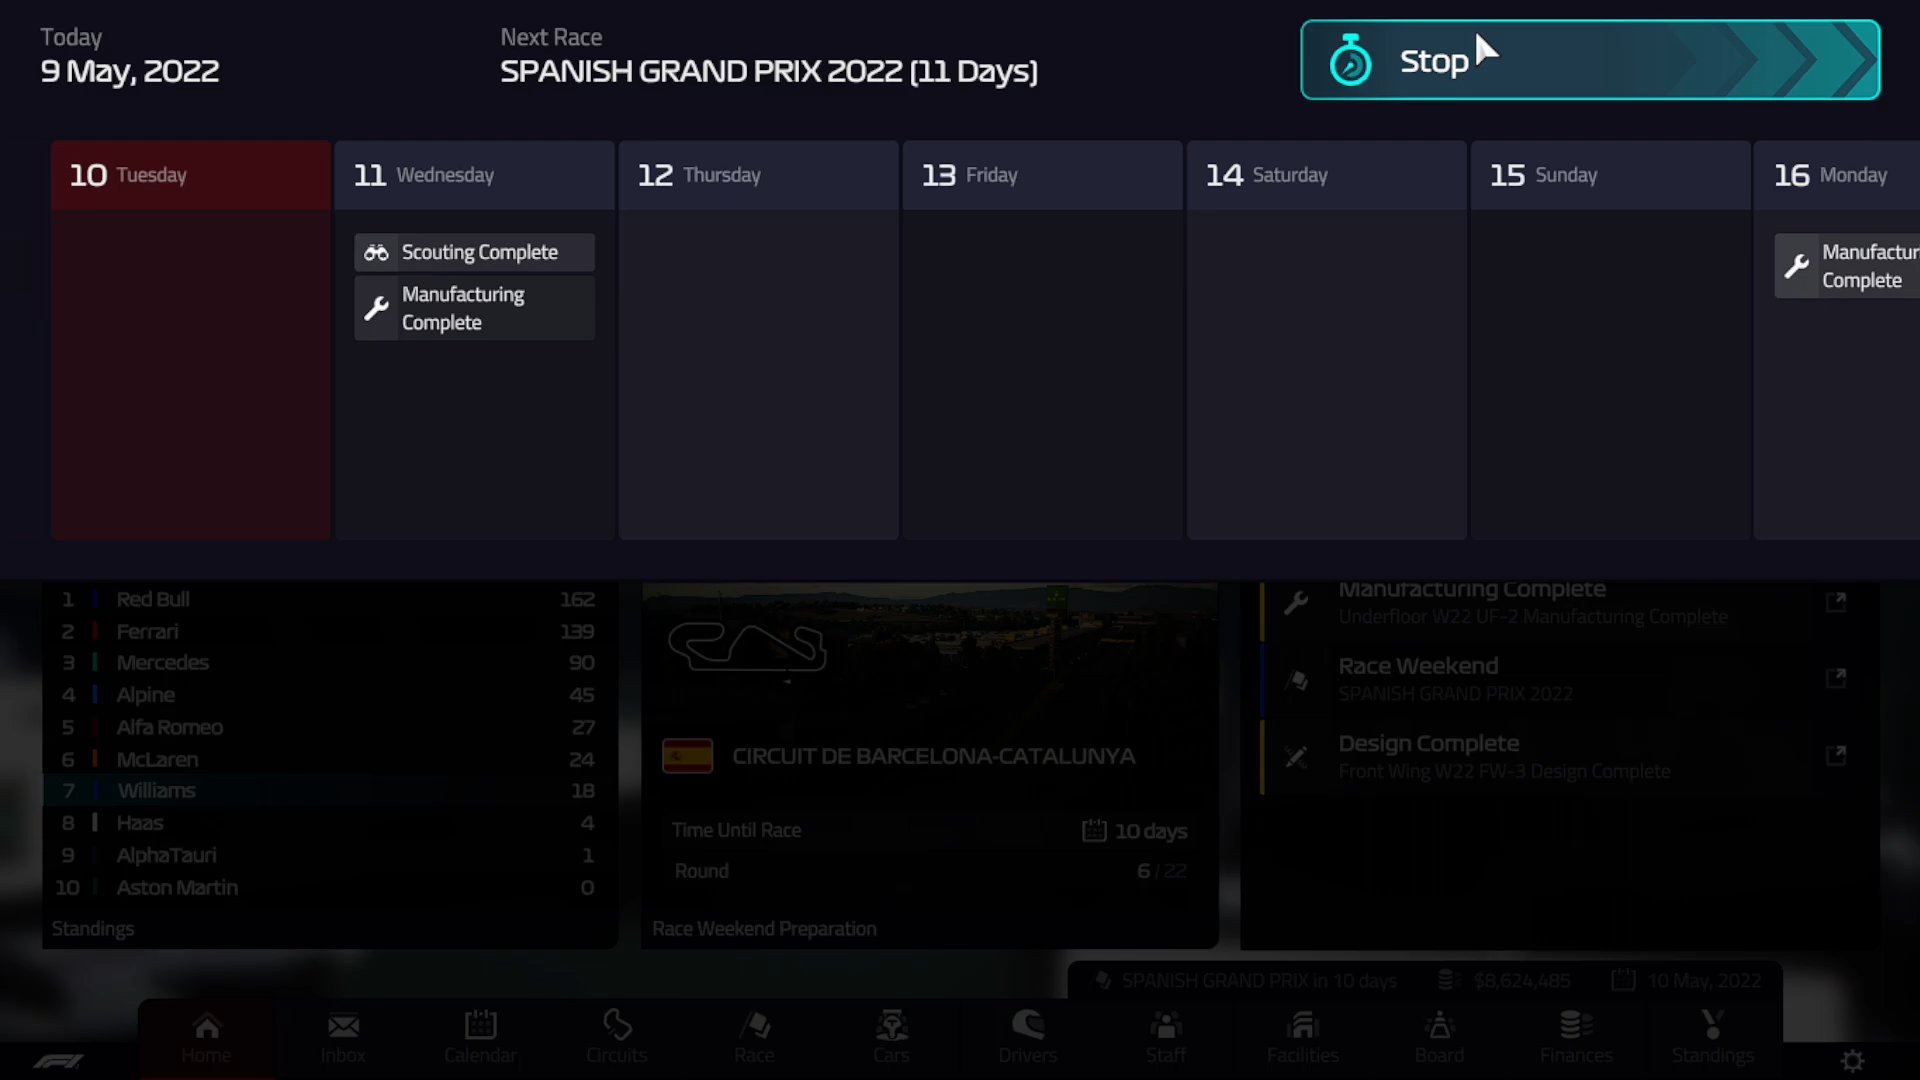 Today
9 May, 2022
Next Race
SPANISH GRAND PRIX 2022 (11 Days)
Stop
10 Tuesday
11 Wednesday
12 Thursday
13 Friday
14 Saturday
15 Sunday
16 Monday
Scouting Complete
Manufacturing
Complete
Manufacturi
Complete
1 Red Bull 162
2 Ferrari 139
3 Mercedes 90
4 Alpine 45
5 Alfa Romeo 27
6 McLaren 24
7 Williams 18
8 Haas 4
9 AlphaTauri 1
10 Aston Martin 0
Standings
CIRCUIT DE BARCELONA-CATALUNYA
Time Until Race 10 days
Round 6 / 22
Race Weekend Preparation
Manufacturing Complete
Underfloor W22 UF-2 Manufacturing Complete
Race Weekend
SPANISH GRAND PRIX 2022
Design Complete
Front Wing W22 FW-3 Design Complete
SPANISH GRAND PRIX in 10 days $8,624,485 10 May, 2022
Home
Inbox
Calendar
Circuits
Race
Cars
Drivers
Staff
Facilities
Board
Finances
Standings